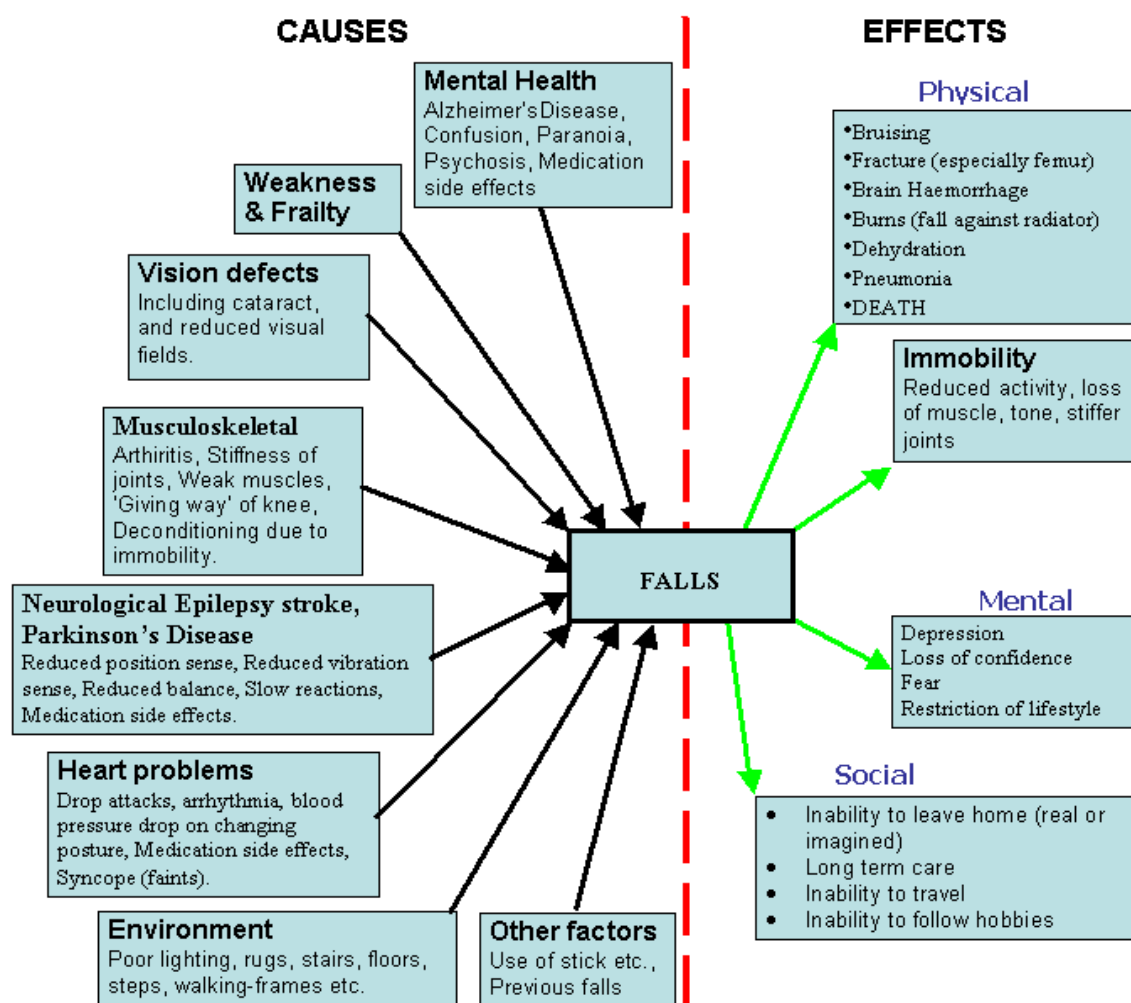 CAUSES
Mental Health
Alzheimer's Disease,
Confusion, Paranoia,
Psychosis, Medication
side effects
Weakness
& Frailty
Vision defects
Including cataract,
and reduced visual
fields.
Musculoskeletal
Arthiritis, Stiffness of
joints, Weak muscles,
'Giving way' of knee,
Deconditioning due to
immobility.
Neurological Epilepsy stroke,
Parkinson's Disease
Reduced position sense, Reduced vibration
sense, Reduced balance, Slow reactions,
Medication side effects.
Heart problems
Drop attacks, arrhythmia, blood
pressure drop on changing
posture, Medication side effects,
Syncope (faints).
Environment
Poor lighting, rugs, stairs, floors,
steps, walking-frames etc.
Other factors
Use of stick etc.,
Previous falls
FALLS
EFFECTS
Physical
•Bruising
•Fracture (especially femur)
•Brain Haemorrhage
•Burns (fall against radiator)
•Dehydration
•Pneumonia
•DEATH
Immobility
Reduced activity, loss
of muscle, tone, stiffer
joints
Mental
Depression
Loss of confidence
Fear
Restriction of lifestyle
Social
• Inability to leave home (real or
imagined)
• Long term care
• Inability to travel
• Inability to follow hobbies